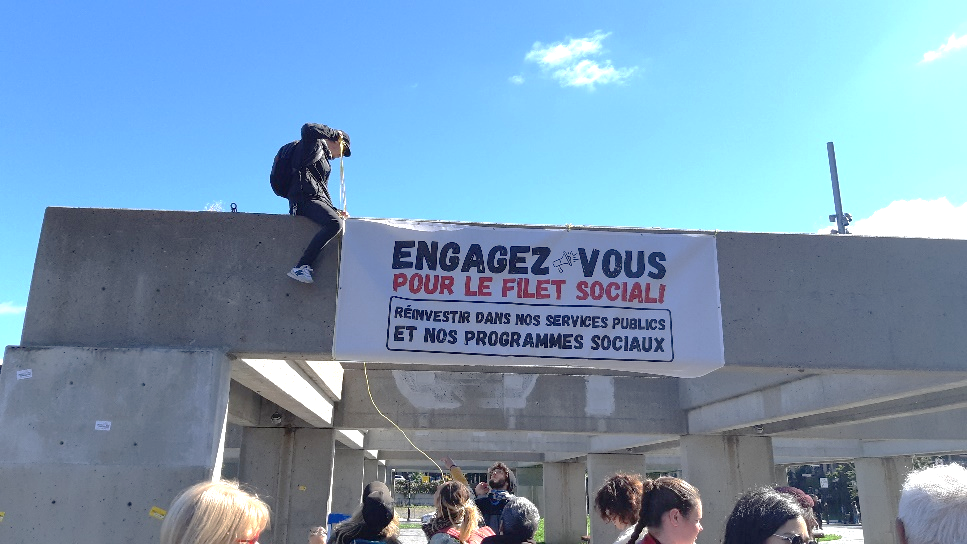 ENGAGEZ VOUS
POUR LE FILET SOCIAL!
RÉINVESTIR DANS NOS SERVICES PUBLICS
ET NOS PROGRAMMES SOCIAUX